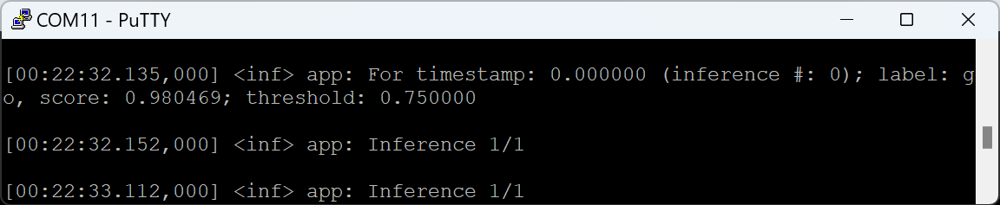 COM11 - PuTTY
[00:22:32.135,000] <inf> app: For timestamp: 0.000000 (inference #: 0); label: g
o, score: 0.980469; threshold: 0.750000
[00:22:32.152,000] <inf> app: Inference 1/1
[00:22:33.112,000] <inf> app: Inference 1/1